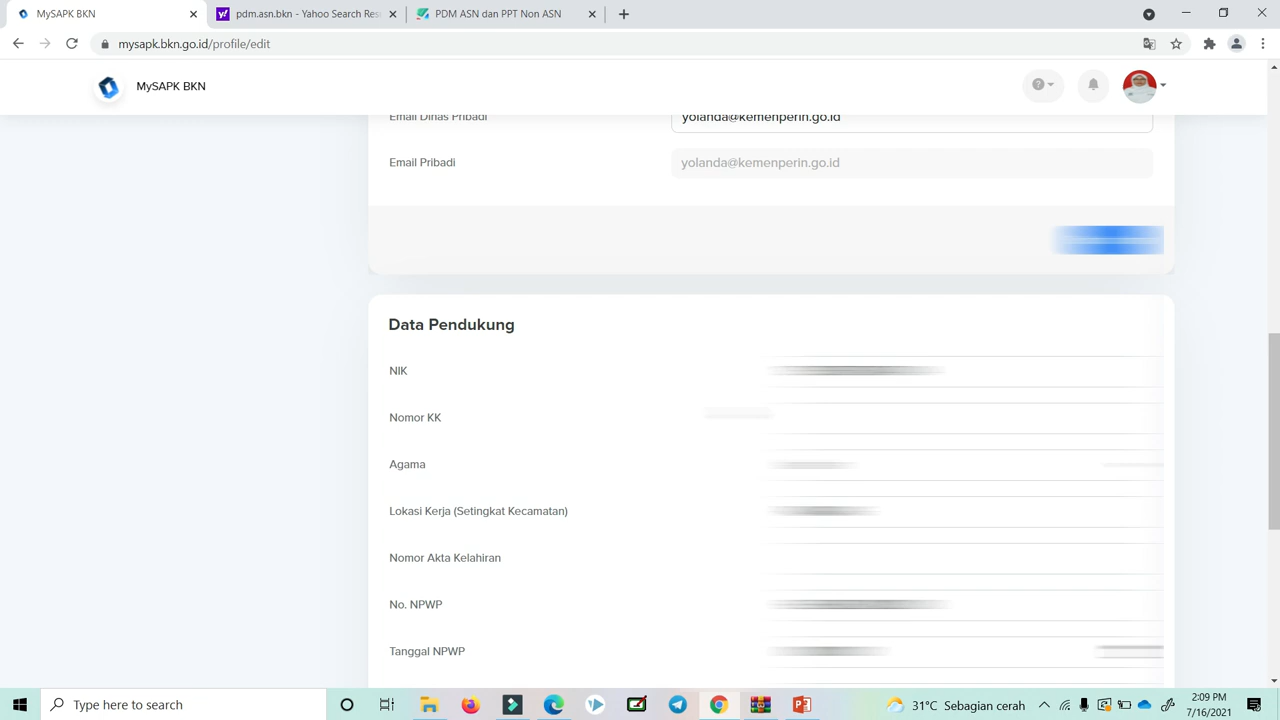 MySAPK BKN
pdm.asn.bkn - Yahoo Search Res
PDM ASN dan PPT Non ASN
mysapk.bkn.go.id/profile/edit
MySAPK BKN
Email Dinas Pribadi
yolanda@kemenperin.go.id
Email Pribadi
yolanda@kemenperin.go.id
Data Pendukung
NIK
Nomor KK
Agama
Lokasi Kerja (Setingkat Kecamatan)
Nomor Akta Kelahiran
No. NPWP
Tanggal NPWP
Type here to search
31°C Sebagian cerah
2:09 PM
7/16/2021